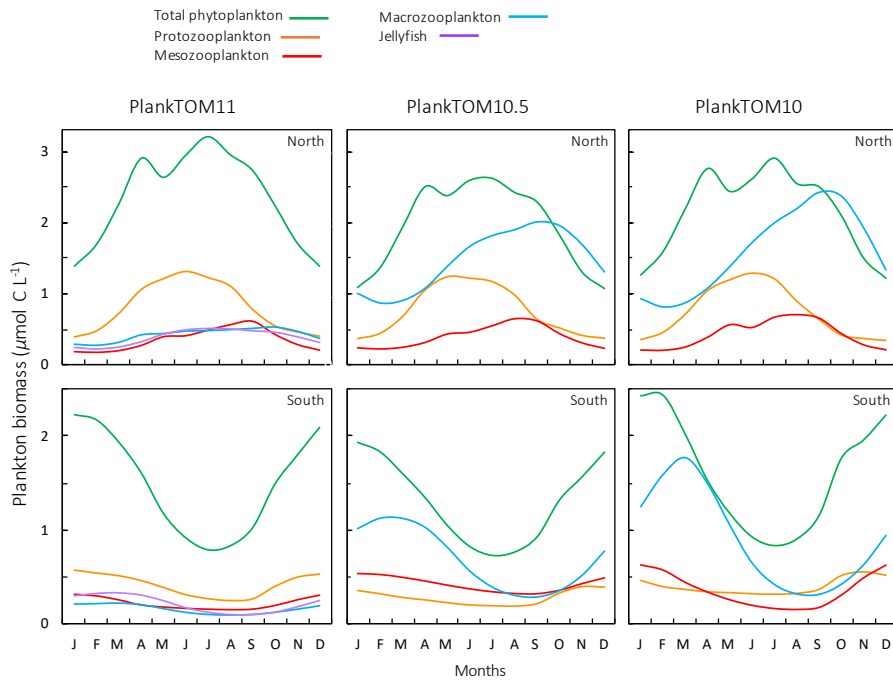 Total phytoplankton
Macrozooplankton
Protozooplankton
Jellyfish
Mesozooplankton
PlankTOM11
PlankTOM10.5
PlankTOM10
North
North
North
3
2
1
0
South
South
South
2
1
0
Plankton biomass (µmol C L⁻¹)
J F M A M J J A S O N D
J F M A M J J A S O N D
J F M A M J J A S O N D
Months